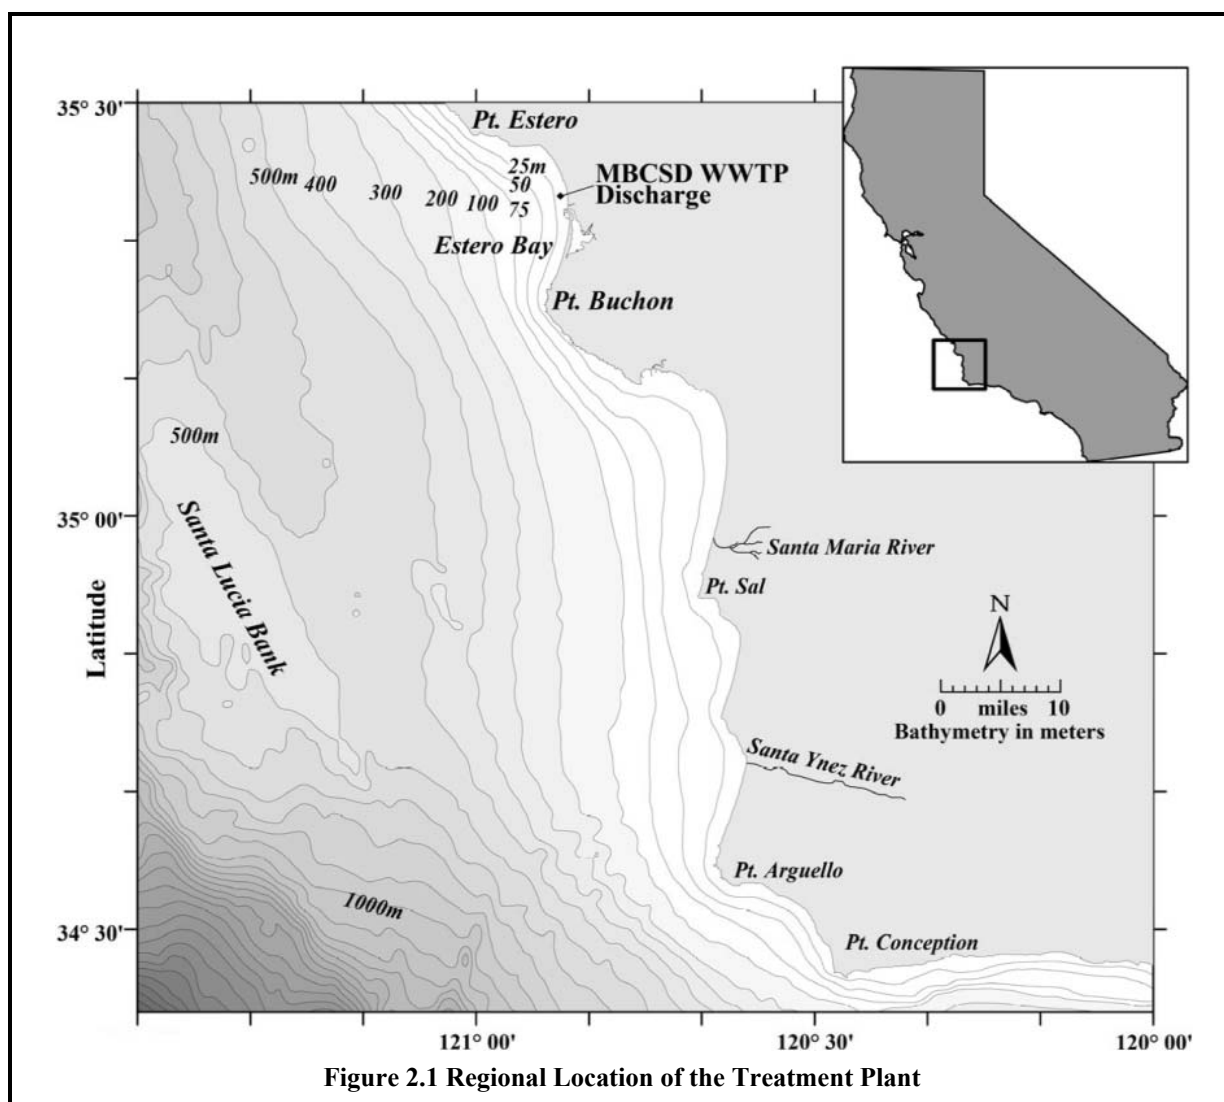 35° 30'
Pt. Estero
25m
MBCSD WWTP
Discharge
500m
400
300
200
100
50
75
Estero Bay
Pt. Buchon
500m
35° 00'
Santa Lucia Bank
Santa Maria River
Pt. Sal
Latitude
N
0 miles 10
Bathymetry in meters
Santa Ynez River
Pt. Arguello
1000m
34° 30'
Pt. Conception
121° 00'
120° 30'
120° 00'
Figure 2.1 Regional Location of the Treatment Plant